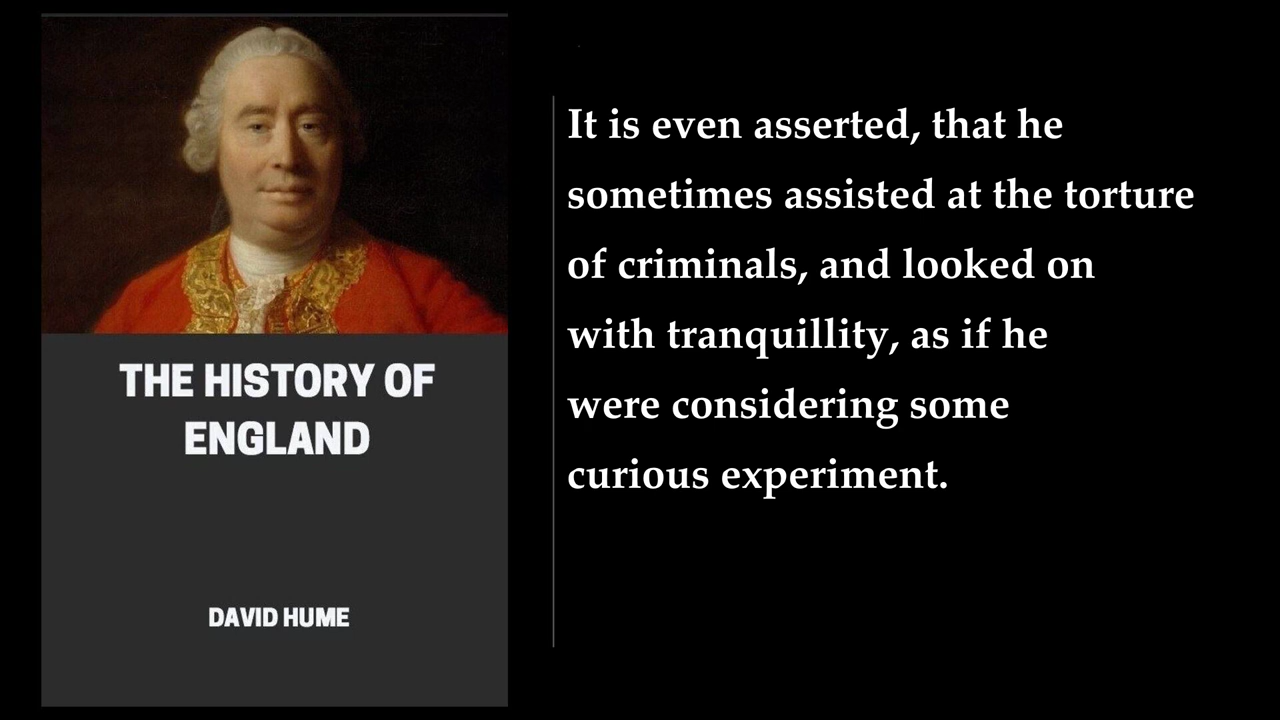 THE HISTORY OF
ENGLAND
DAVID HUME
It is even asserted, that he
sometimes assisted at the torture
of criminals, and looked on
with tranquillity, as if he
were considering some
curious experiment.